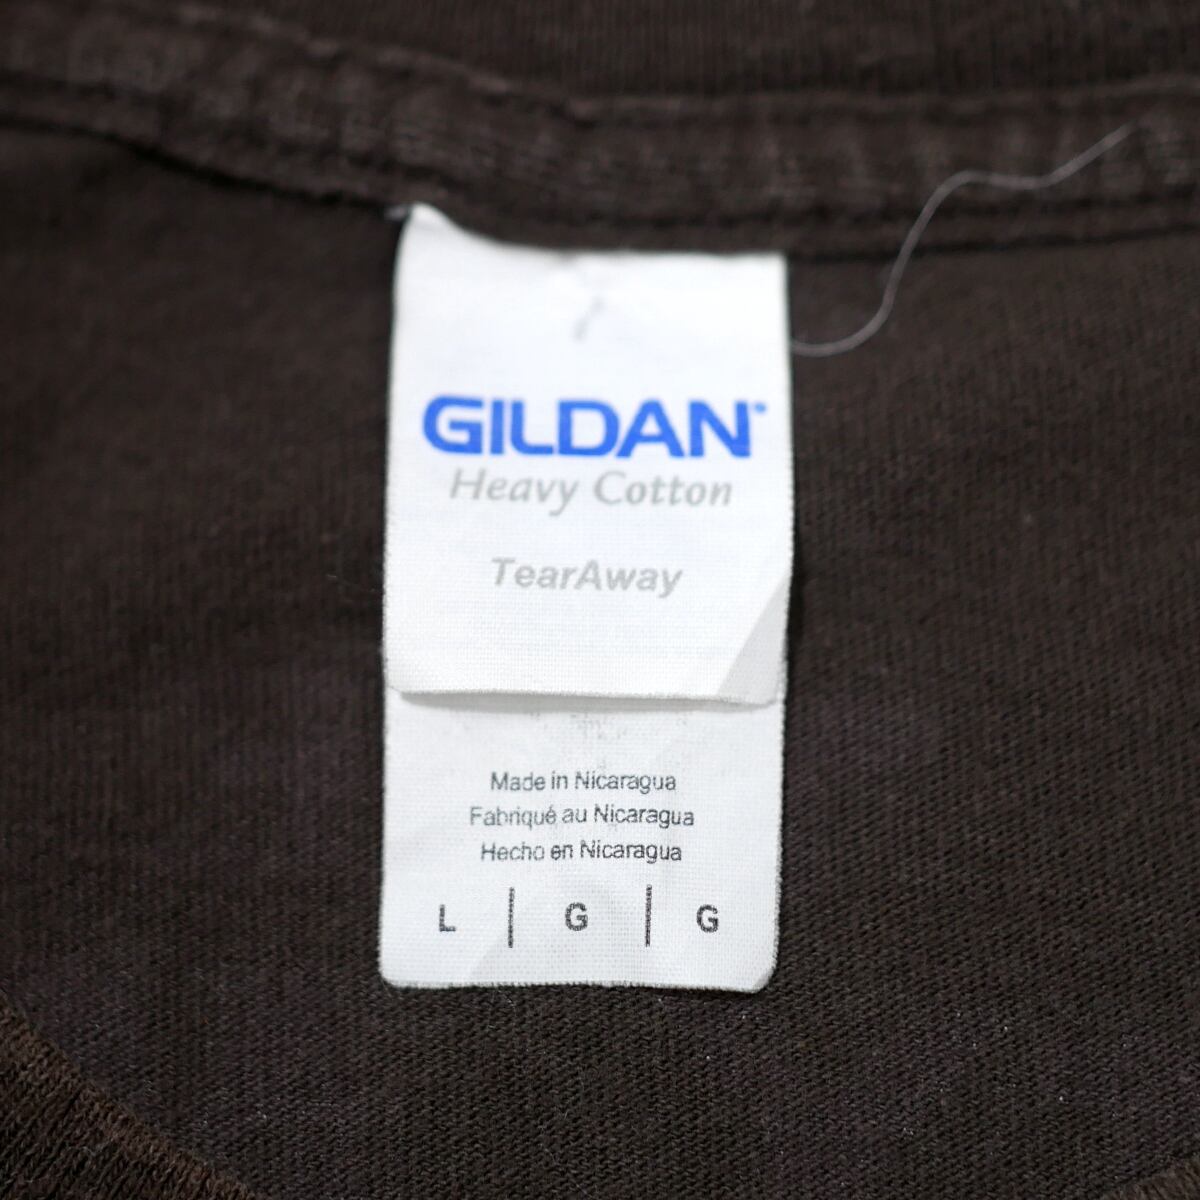 GILDAN
Heavy Cotton
TearAway
Made in Nicaragua
Fabriqué au Nicaragua
Hecho en Nicaragua
L | G | G